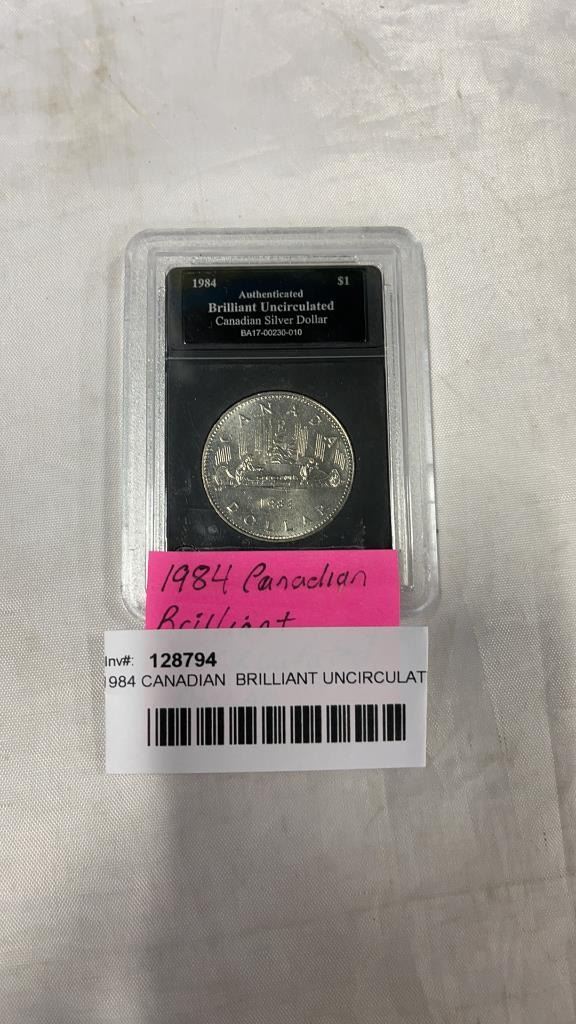 1984 $1
Authenticated
Brilliant Uncirculated
Canadian Silver Dollar
BA17-00230-010
CANADA
DOLLAR
1984 Canadian
Brilliant
Inv#: 128794
1984 CANADIAN BRILLIANT UNCIRCULAT